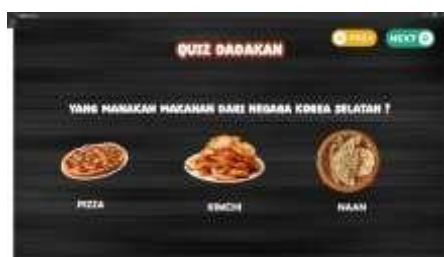 QUIZ DADAKAN
PREV
NEXT
YANG MANAKAH MAKANAN DARI NEGARA KOREA SELATAN ?
PIZZA
KIMCHI
NAAN